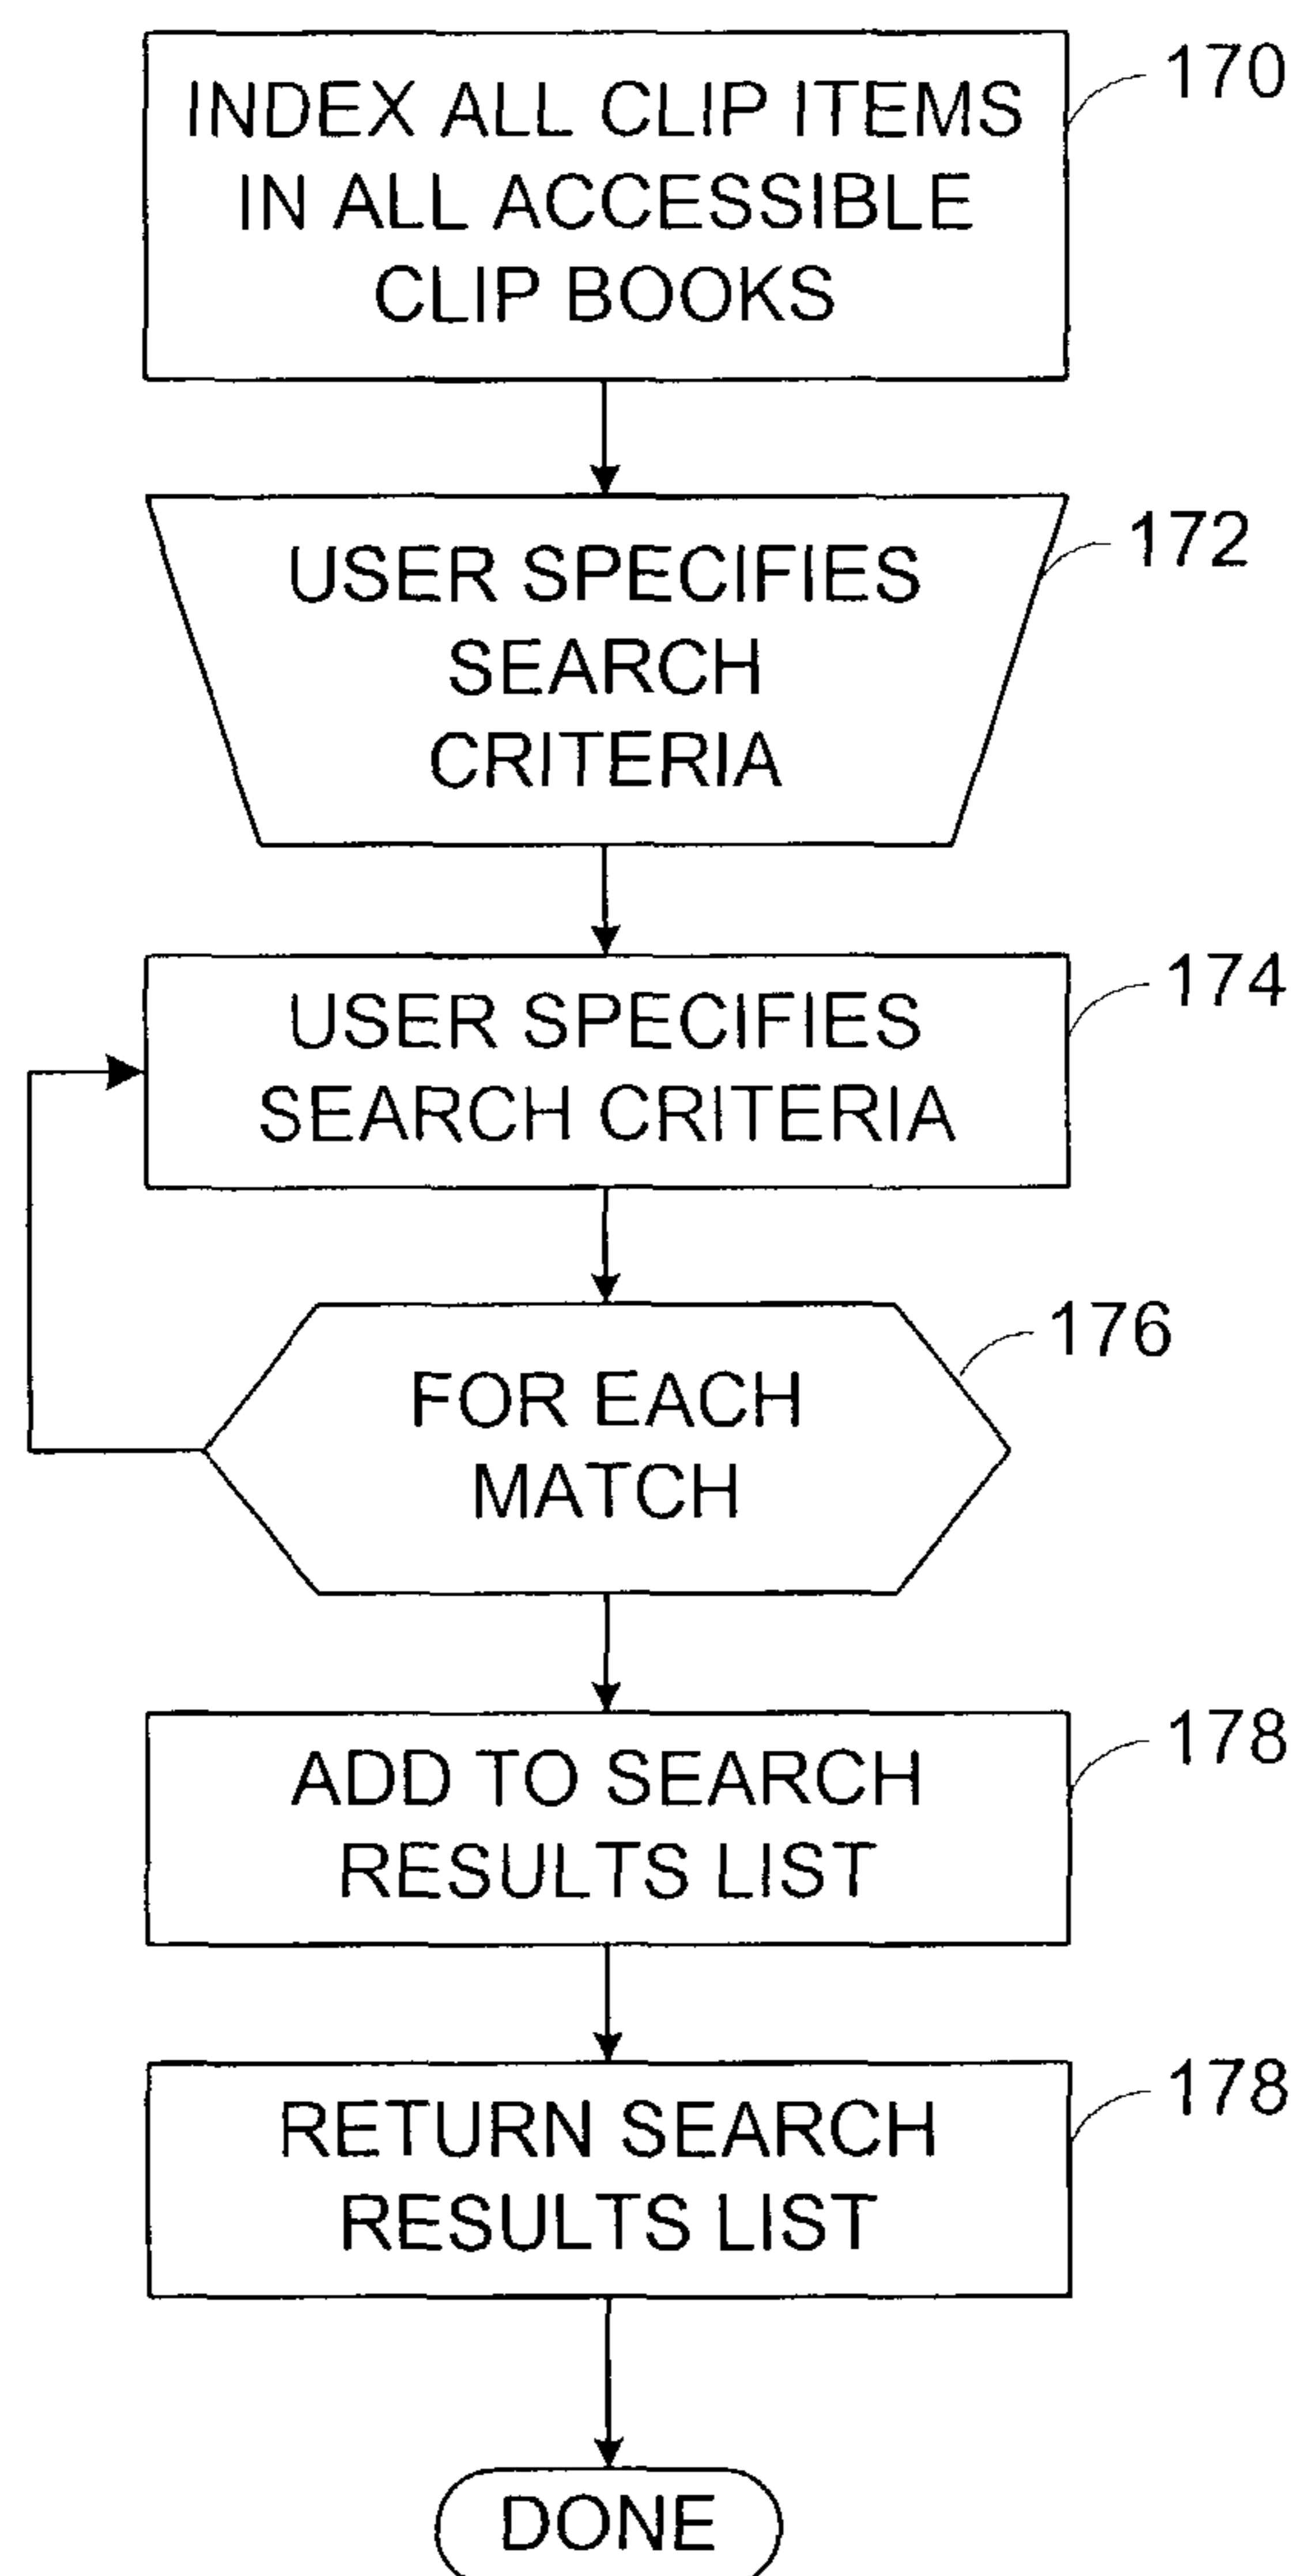 INDEX ALL CLIP ITEMS
IN ALL ACCESSIBLE
CLIP BOOKS
170
USER SPECIFIES
SEARCH
CRITERIA
172
USER SPECIFIES
SEARCH CRITERIA
174
FOR EACH
MATCH
176
ADD TO SEARCH
RESULTS LIST
178
RETURN SEARCH
RESULTS LIST
178
DONE